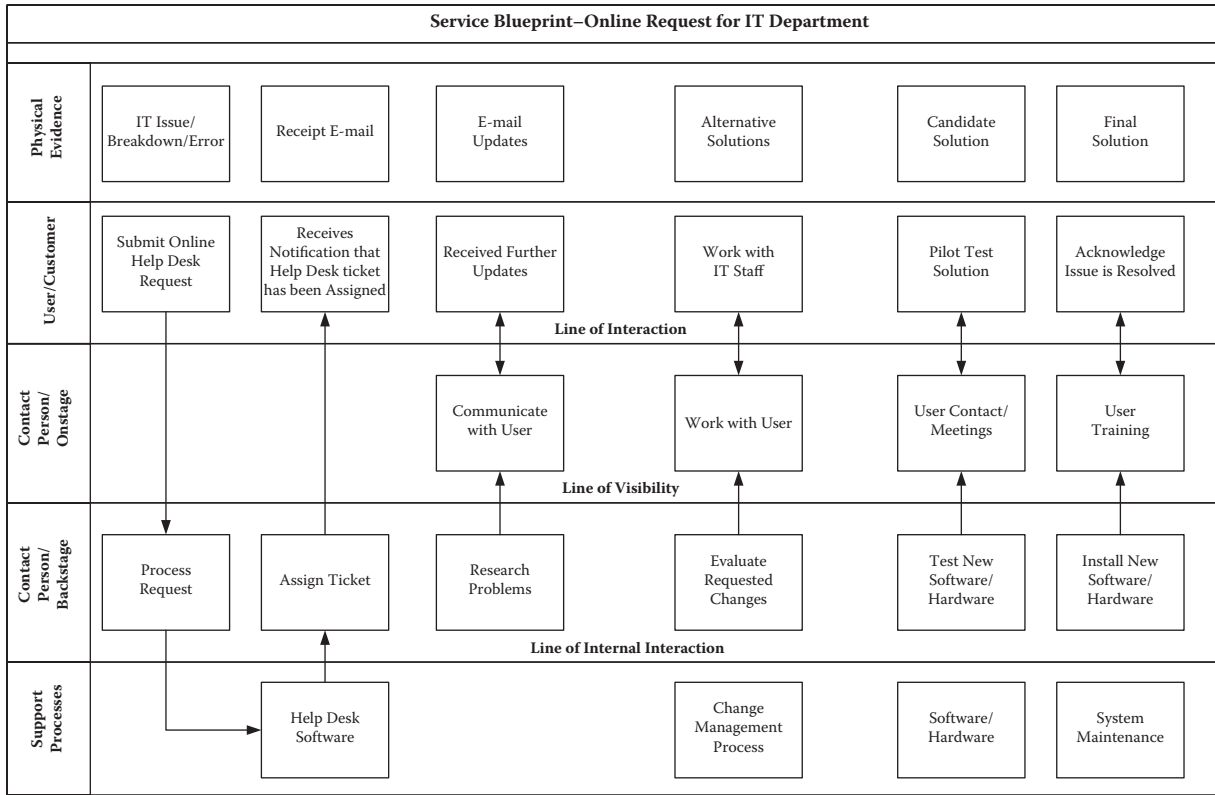 Service Blueprint–Online Request for IT Department
Physical
Evidence
IT Issue/
Breakdown/Error
Receipt E-mail
E-mail
Updates
Alternative
Solutions
Candidate
Solution
Final
Solution
User/Customer
Submit Online
Help Desk
Request
Receives
Notification that
Help Desk ticket
has been Assigned
Received Further
Updates
Work with
IT Staff
Pilot Test
Solution
Acknowledge
Issue is Resolved
Line of Interaction
Contact
Person/
Onstage
Communicate
with User
Work with User
User Contact/
Meetings
User
Training
Line of Visibility
Contact
Person/
Backstage
Process
Request
Assign Ticket
Research
Problems
Evaluate
Requested
Changes
Test New
Software/
Hardware
Install New
Software/
Hardware
Line of Internal Interaction
Support
Processes
Help Desk
Software
Change
Management
Process
Software/
Hardware
System
Maintenance